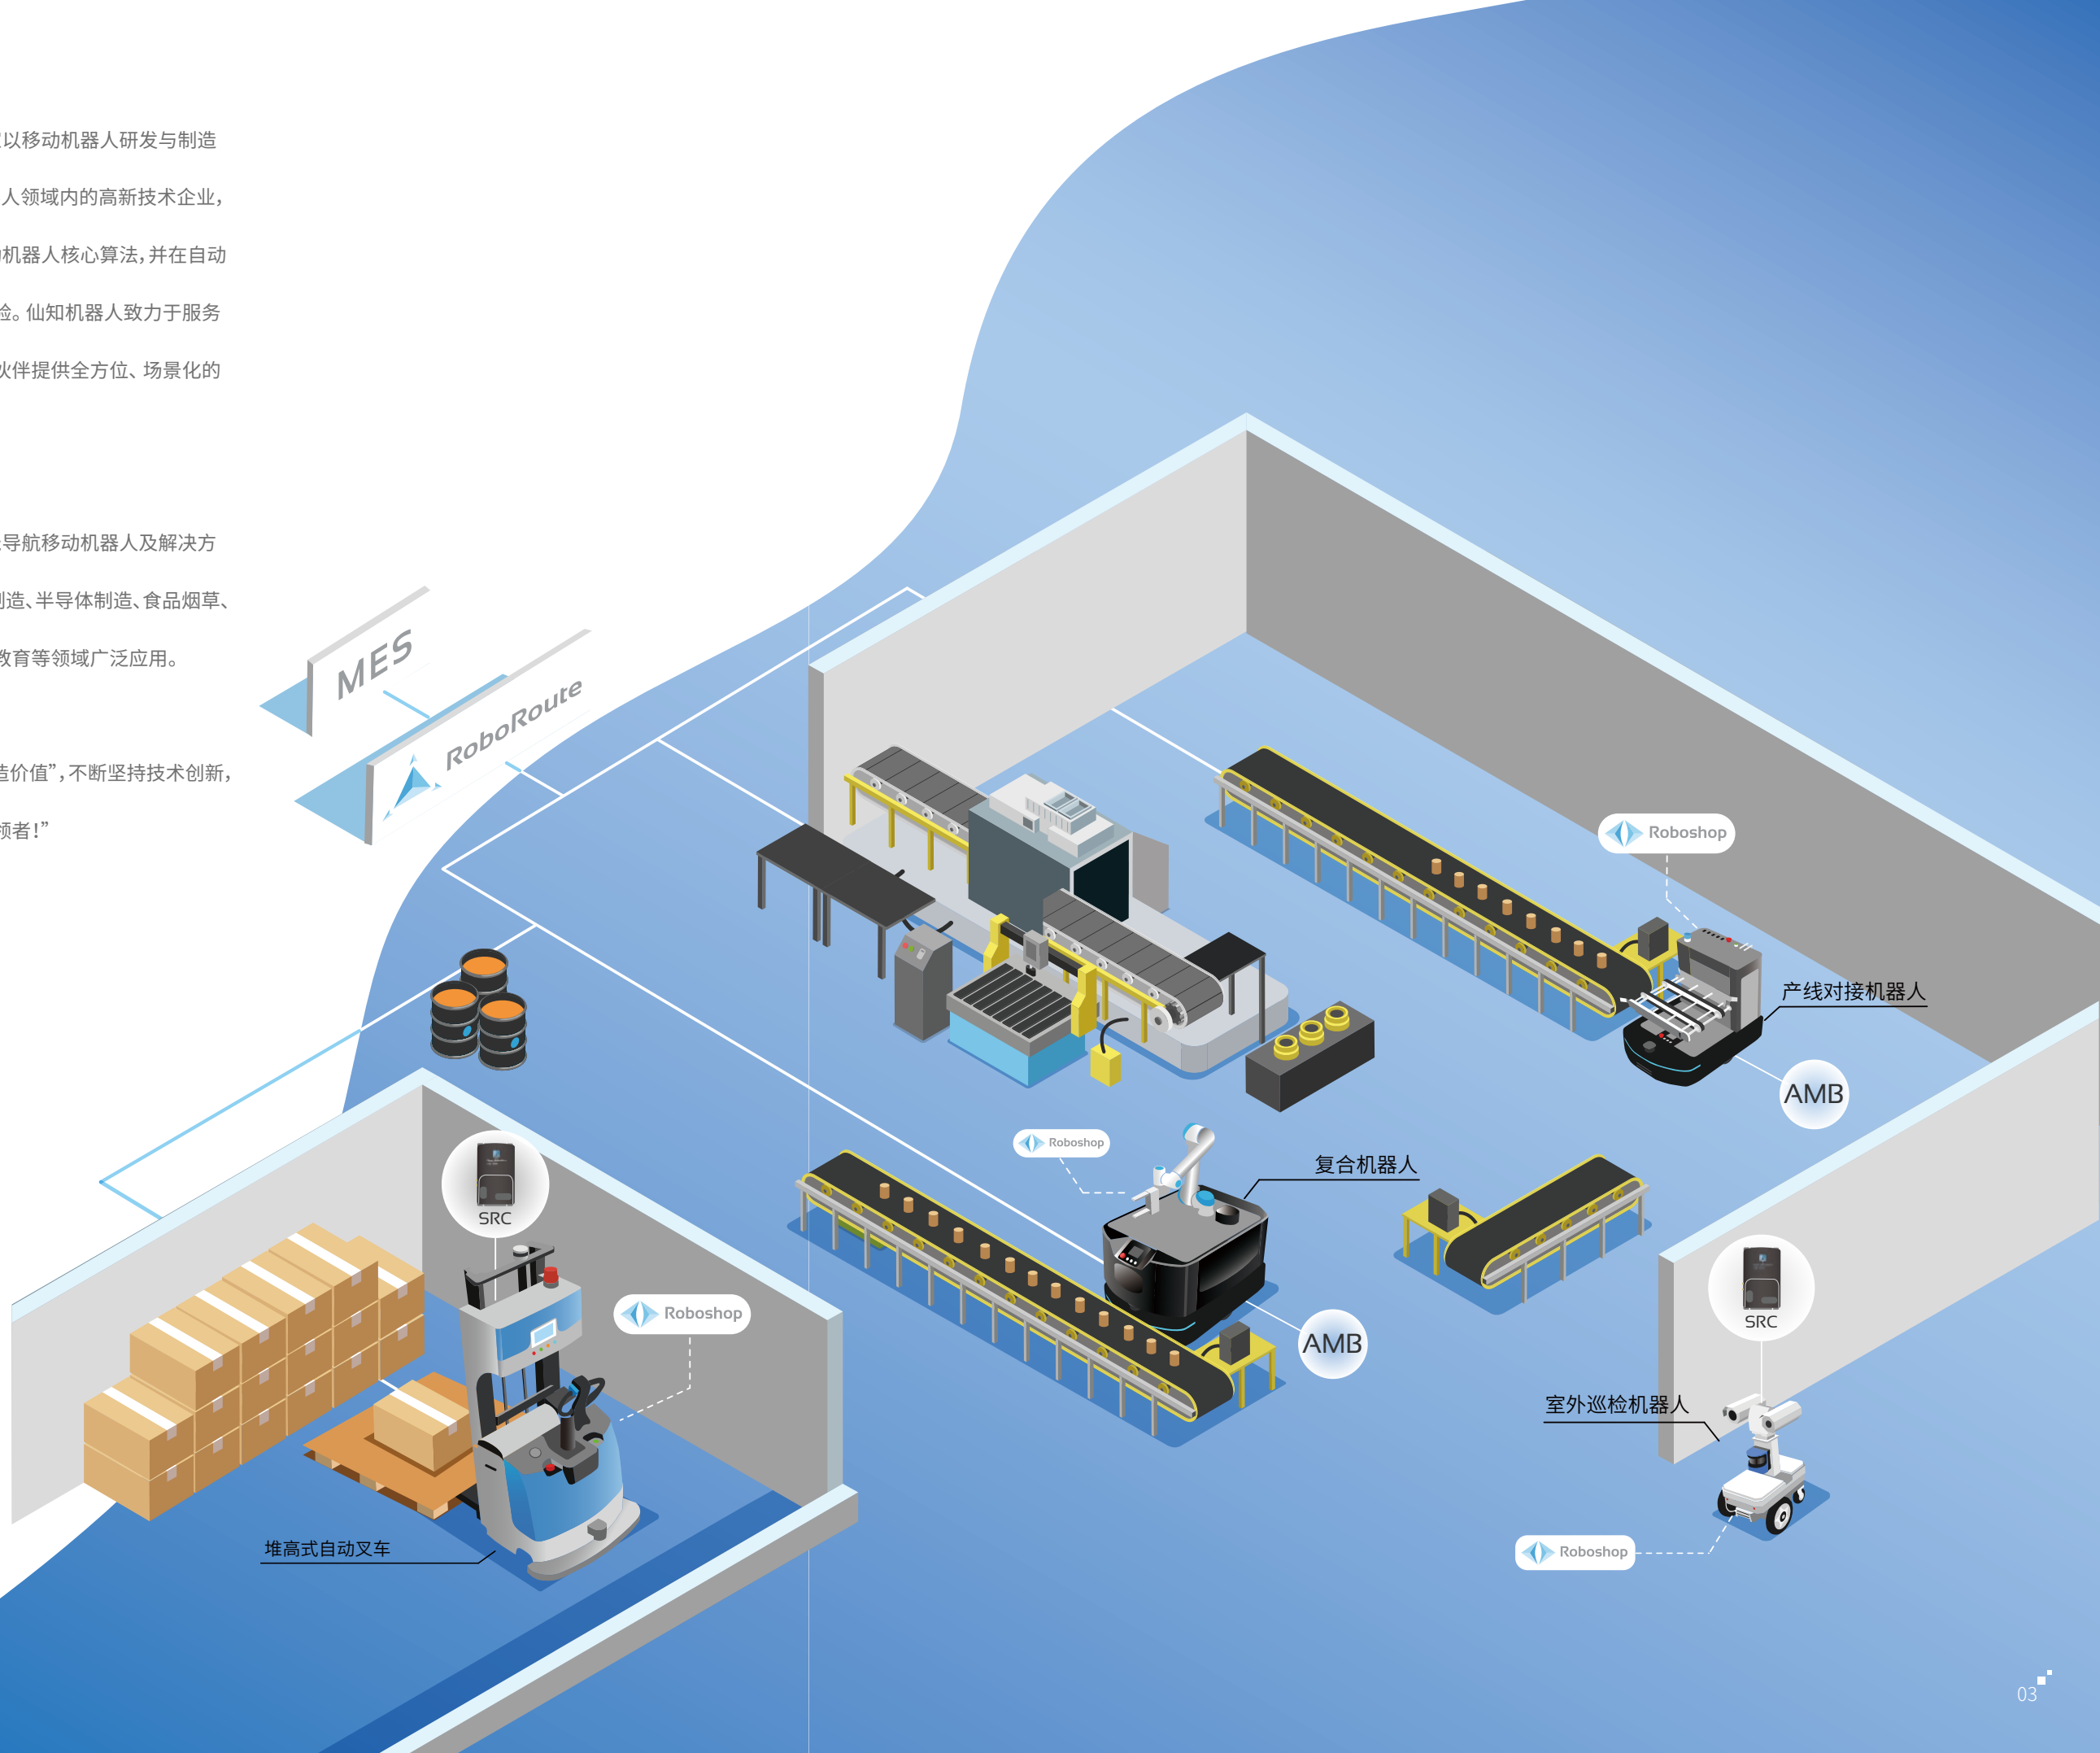 以移动机器人研发与制造
人领域内的高新技术企业,
机器人核心算法,并在自动
验。仙知机器人致力于服务
伙伴提供全方位、场景化的
导航移动机器人及解决方
造、半导体制造、食品烟草、
教育等领域广泛应用。
造价值”,不断坚持技术创新,
领者!”
MES
RoboRoute
Roboshop
产线对接机器人
AMB
Roboshop
复合机器人
SRC
AMB
Roboshop
SRC
室外巡检机器人
堆高式自动叉车
Roboshop
03